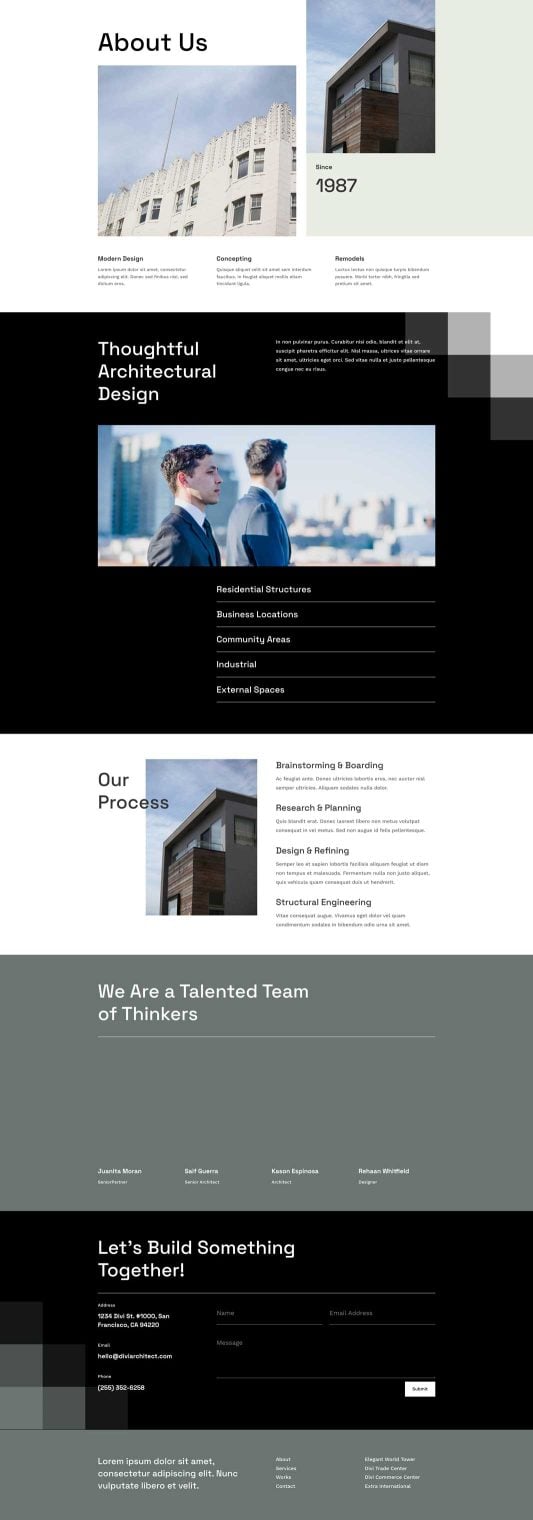 About Us
Since
1987
Modern Design
Lorem ipsum dolor sit amet, consectetur
adipiscing elit. Donec sed finibus nisi, sed
dictum eros.
Concepting
Quisque aliquet velit sit amet sem interdum
faucibus. In feugiat aliquet mollis etiam
tincidunt ligula.
Remodels
Luctus lectus non quisque turpis bibendum
posuere. Morbi tortor nibh, fringilla sed
pretium sit amet.
Thoughtful
Architectural
Design
In non pulvinar purus. Curabitur nisi odio, blandit et elit at,
suscipit pharetra efficitur elit. Nisl massa, ultrices vitae ornare
sit amet, ultricies eget orci. Sed vitae nulla et justo pellentesque
congue nec eu risus.
Residential Structures
Business Locations
Community Areas
Industrial
External Spaces
Our
Process
Brainstorming & Boarding
Ac feugiat ante. Donec ultricies lobortis eros, nec auctor nisl
semper ultricies. Aliquam sodales nulla dolor.
Research & Planning
Quis blandit erat. Donec laoreet libero non metus volutpat
consequat in vel metus. Sed non augue id felis pellentesque.
Design & Refining
Semper leo et sapien lobortis facilisis aliquam feugiat ut diam
non tempus et malesuada. Fermentum nulla non justo aliquet,
quis vehicula quam consequat duis ut hendrerit.
Structural Engineering
Vitae consequat augue. Vivamus eget dolor vel quam
condimentum sodales in bibendum odio urna sit amet.
We Are a Talented Team
of Thinkers
Juanita Moran
SeniorPartner
Saif Guerra
Senior Architect
Kason Espinosa
Architect
Rehaan Whitfield
Designer
Let's Build Something
Together!
Address
1234 Divi St. #1000, San
Francisco, CA 94220
Email
hello@diviarchitect.com
Phone
(255) 352-6258
Name
Email Address
Message
Submit
Lorem ipsum dolor sit amet,
consectetur adipiscing elit. Nunc
vulputate libero et velit.
About
Services
Works
Contact
Elegant World Tower
Divi Trade Center
Divi Commerce Center
Extra International